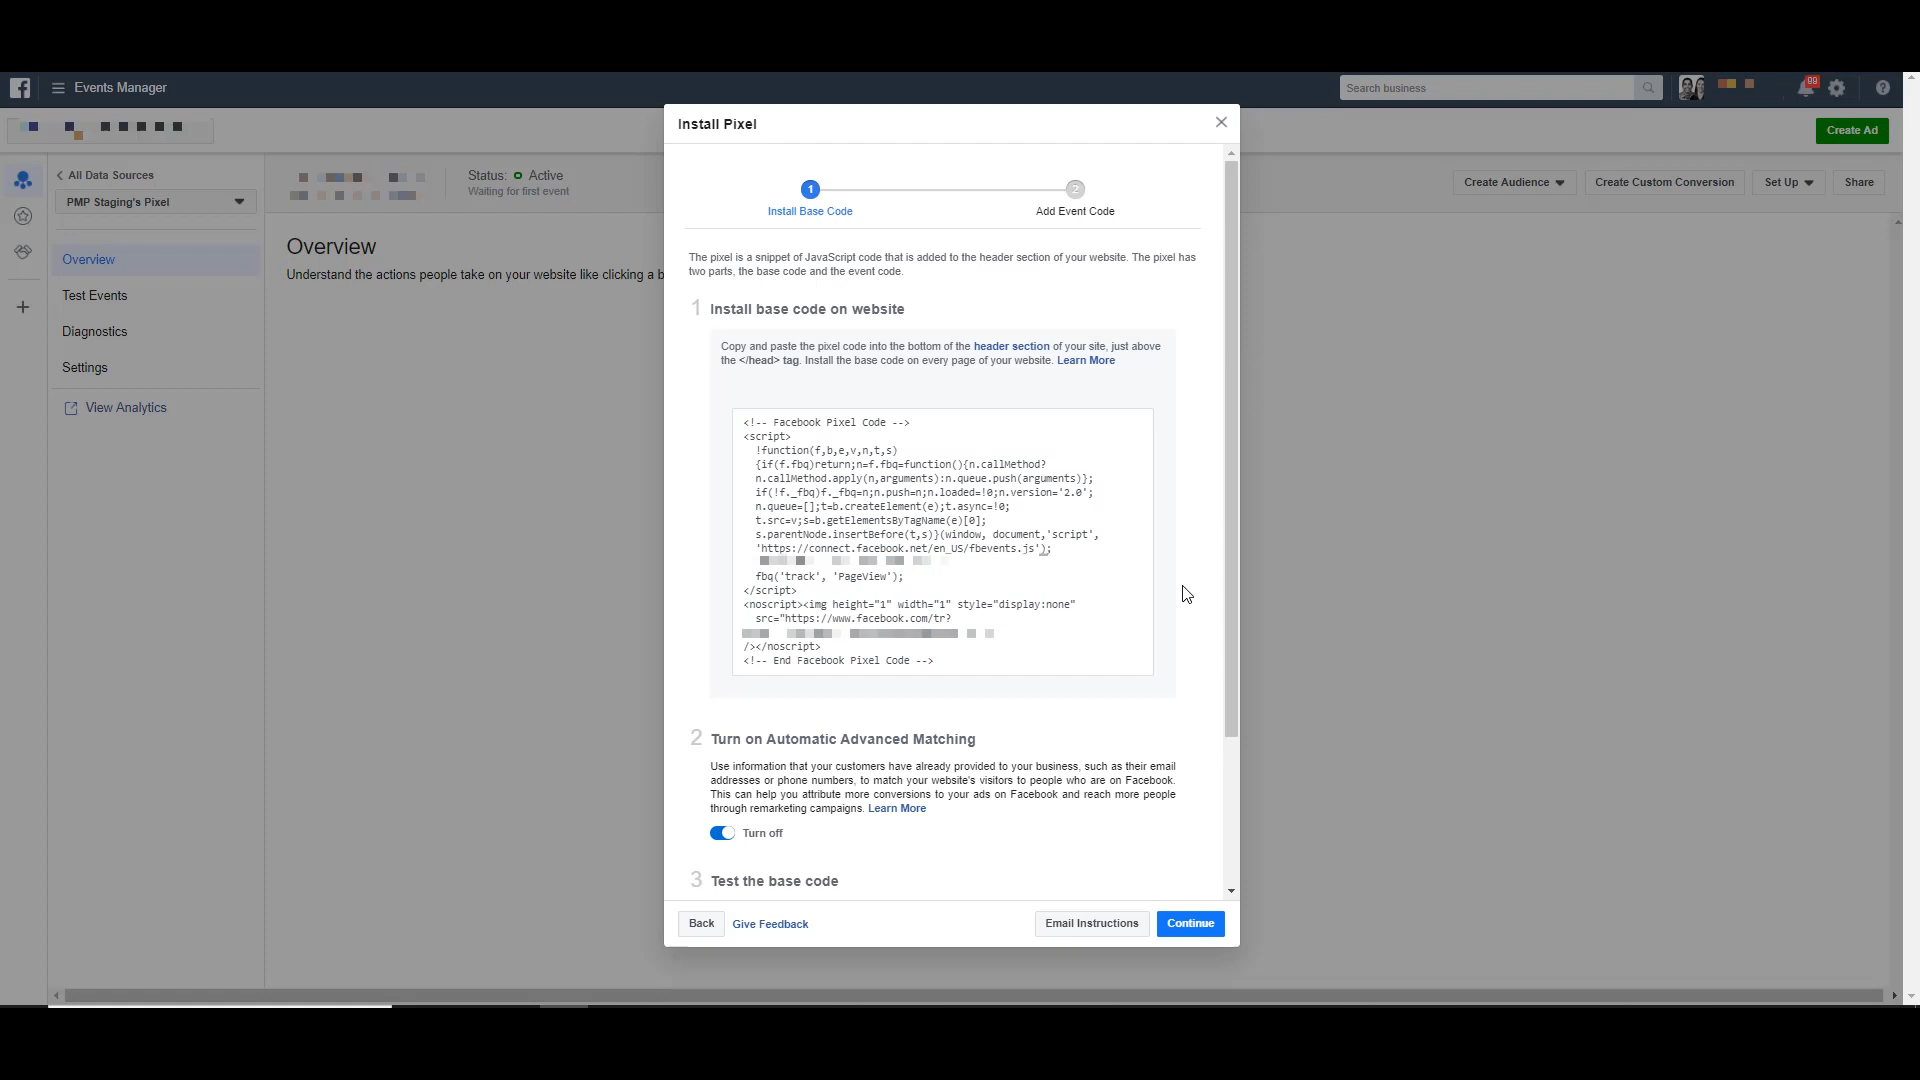 Events Manager
Search business
99
Create Ad
All Data Sources
PMP Staging's Pixel
Status: Active
Waiting for first event
Create Audience
Create Custom Conversion
Set Up
Share
Overview
Test Events
Diagnostics
Settings
View Analytics
Overview
Understand the actions people take on your website like clicking a b
Install Pixel
1
2
Install Base Code
Add Event Code
The pixel is a snippet of JavaScript code that is added to the header section of your website. The pixel has
two parts, the base code and the event code.
1 Install base code on website
Copy and paste the pixel code into the bottom of the header section of your site, just above
the </head> tag. Install the base code on every page of your website. Learn More
<!-- Facebook Pixel Code -->
<script>
!function(f,b,e,v,n,t,s)
{if(f.fbq)return;n=f.fbq=function(){n.callMethod?
n.callMethod.apply(n,arguments):n.queue.push(arguments)};
if(!f._fbq)f._fbq=n;n.push=n;n.loaded=!0;n.version='2.0';
n.queue=[];t=b.createElement(e);t.async=!0;
t.src=v;s=b.getElementsByTagName(e)[0];
s.parentNode.insertBefore(t,s)}(window, document,'script',
'https://connect.facebook.net/en_US/fbevents.js');
fbq('track', 'PageView');
</script>
<noscript><img height="1" width="1" style="display:none"
src="https://www.facebook.com/tr?
/></noscript>
<!-- End Facebook Pixel Code -->
2 Turn on Automatic Advanced Matching
Use information that your customers have already provided to your business, such as their email
addresses or phone numbers, to match your website's visitors to people who are on Facebook.
This can help you attribute more conversions to your ads on Facebook and reach more people
through remarketing campaigns. Learn More
Turn off
3 Test the base code
Back
Give Feedback
Email Instructions
Continue